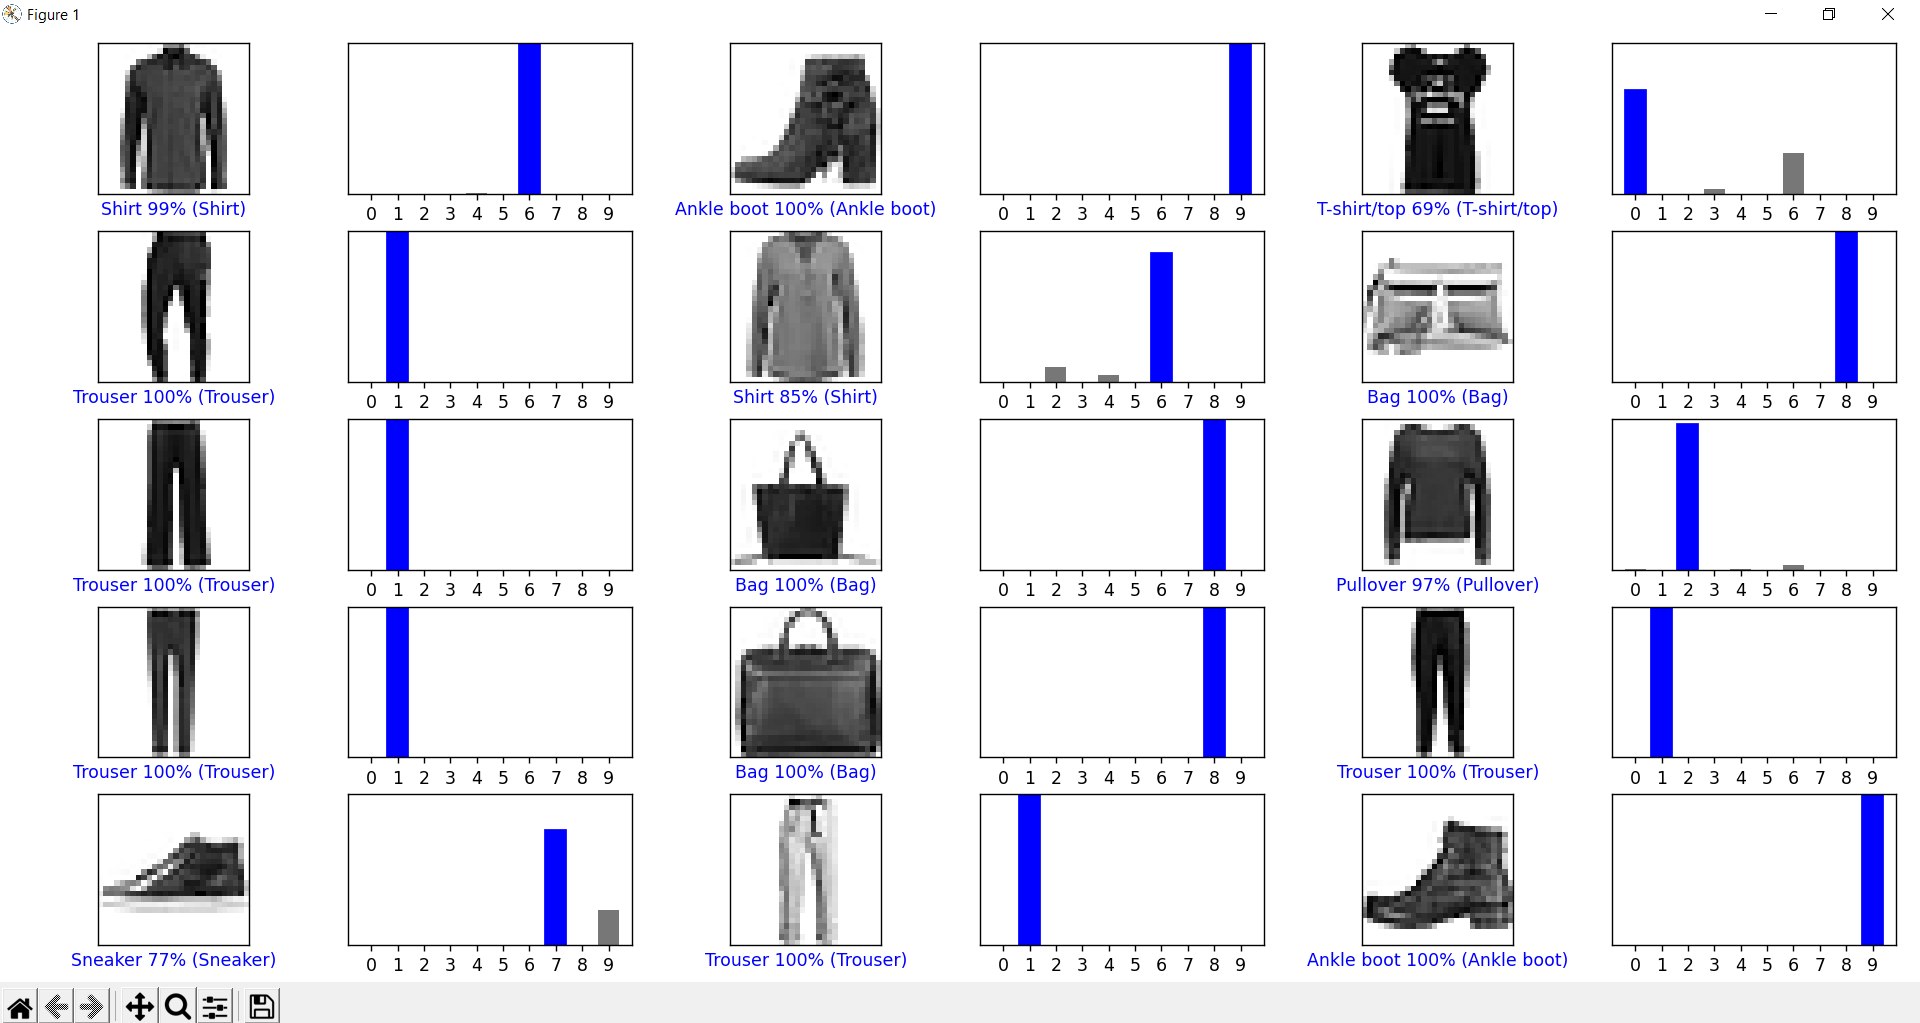 Figure 1
Shirt 99% (Shirt)
0 1 2 3 4 5 6 7 8 9
Ankle boot 100% (Ankle boot)
0 1 2 3 4 5 6 7 8 9
T-shirt/top 69% (T-shirt/top)
0 1 2 3 4 5 6 7 8 9
Trouser 100% (Trouser)
0 1 2 3 4 5 6 7 8 9
Shirt 85% (Shirt)
0 1 2 3 4 5 6 7 8 9
Bag 100% (Bag)
0 1 2 3 4 5 6 7 8 9
Trouser 100% (Trouser)
0 1 2 3 4 5 6 7 8 9
Bag 100% (Bag)
0 1 2 3 4 5 6 7 8 9
Pullover 97% (Pullover)
0 1 2 3 4 5 6 7 8 9
Trouser 100% (Trouser)
0 1 2 3 4 5 6 7 8 9
Bag 100% (Bag)
0 1 2 3 4 5 6 7 8 9
Trouser 100% (Trouser)
0 1 2 3 4 5 6 7 8 9
Sneaker 77% (Sneaker)
0 1 2 3 4 5 6 7 8 9
Trouser 100% (Trouser)
0 1 2 3 4 5 6 7 8 9
Ankle boot 100% (Ankle boot)
0 1 2 3 4 5 6 7 8 9